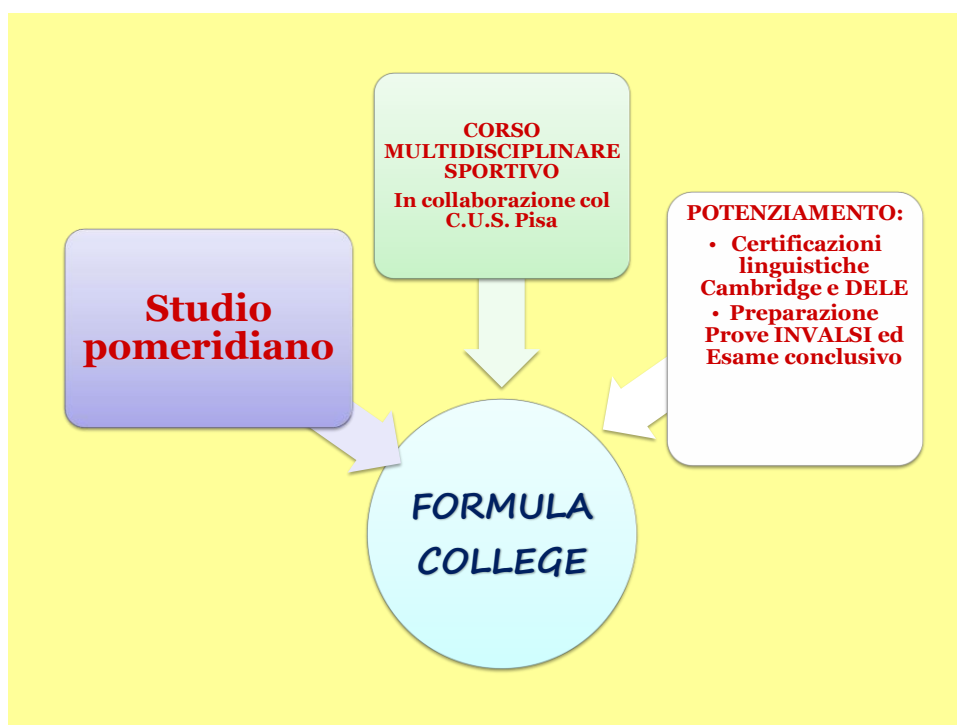 Studio
pomeridiano
CORSO
MULTIDISCIPLINARE
SPORTIVO
In collaborazione col
C.U.S. Pisa
POTENZIAMENTO:
• Certificazioni
linguistiche
Cambridge e DELE
• Preparazione
Prove INVALSI ed
Esame conclusivo
FORMULA
COLLEGE